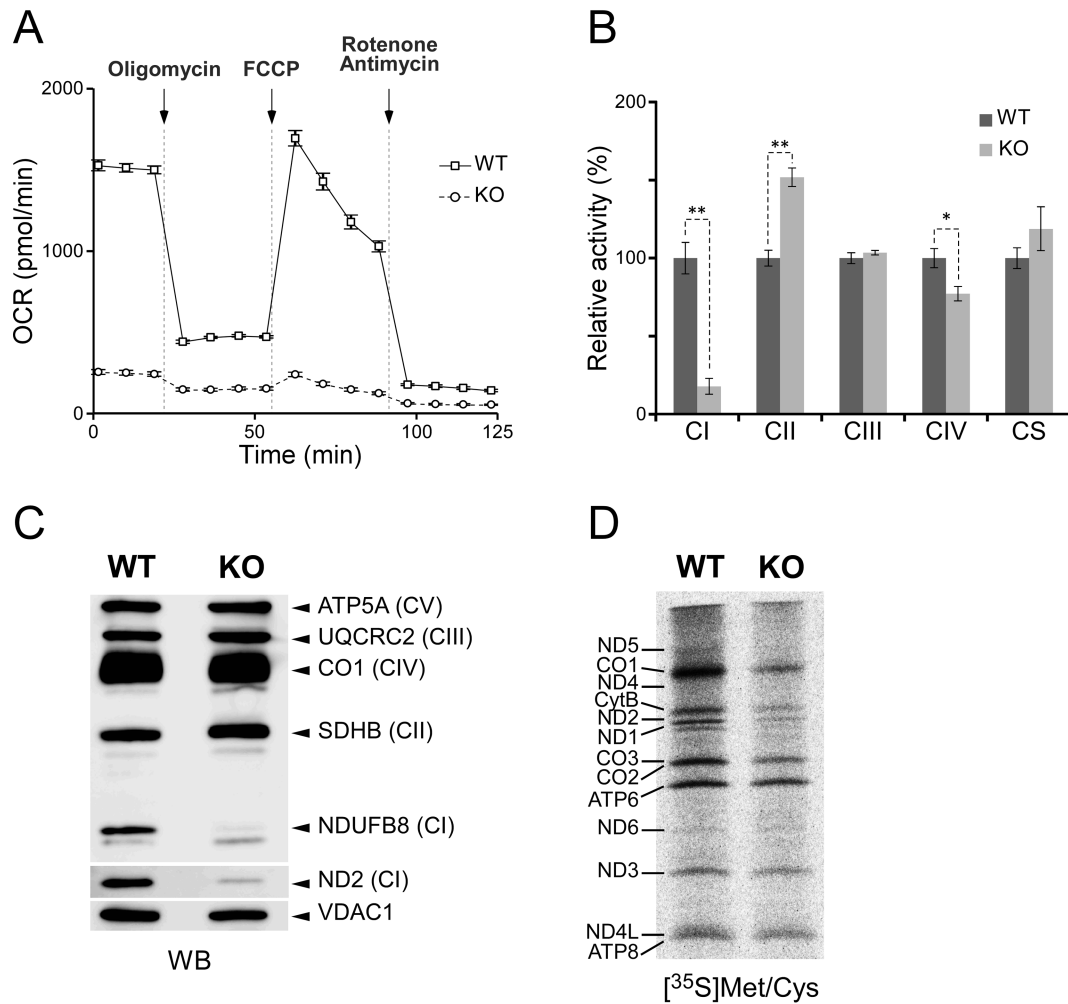 A
Oligomycin FCCP Rotenone
Antimycin
2000
1000
0
OCR (pmol/min)
WT
KO
0 50 100 125
Time (min)
B
200
100
0
Relative activity (%)
WT
KO
** ** *
CI CII CIII CIV CS
C
WT KO
ATP5A (CV)
UQCRC2 (CIII)
CO1 (CIV)
SDHB (CII)
NDUFB8 (CI)
ND2 (CI)
VDAC1
WB
D
WT KO
ND5
CO1
ND4
CytB
ND2
ND1
CO3
CO2
ATP6
ND6
ND3
ND4L
ATP8
[³⁵S]Met/Cys